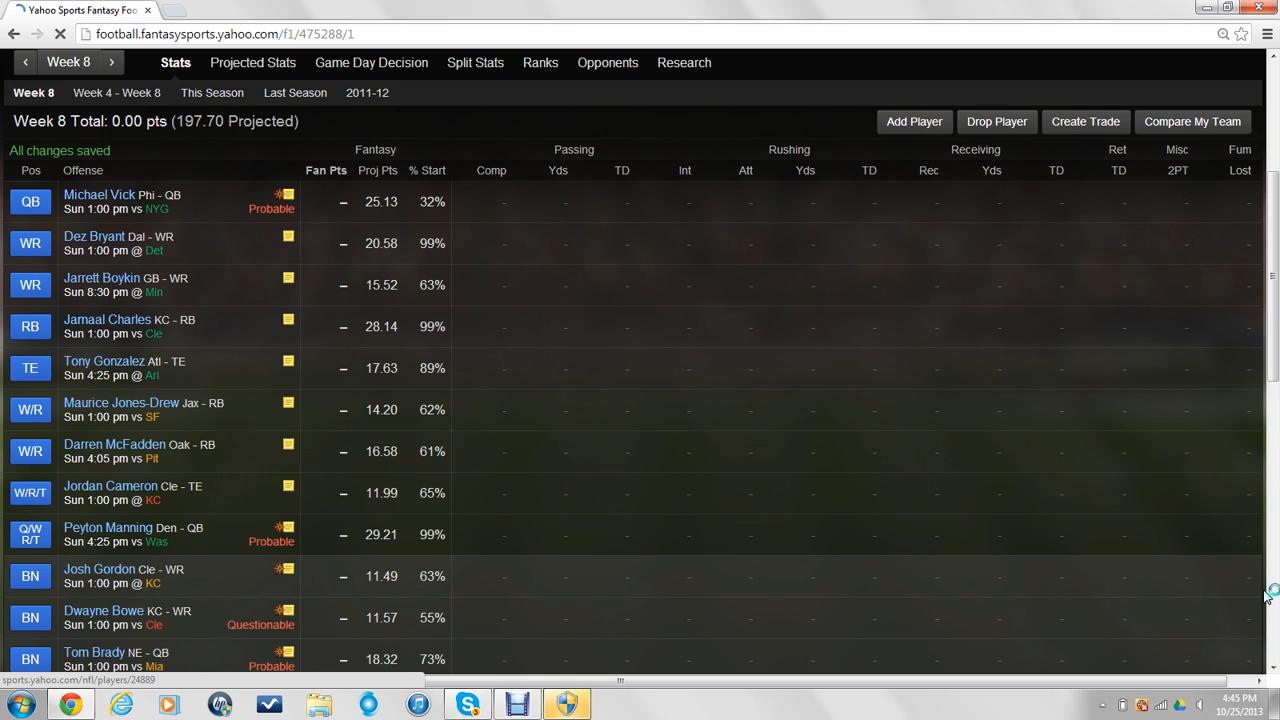 Yahoo Sports Fantasy Foo
football.fantasysports.yahoo.com/f1/475288/1
Week 8
Stats Projected Stats Game Day Decision Split Stats Ranks Opponents Research
Week 8 Week 4 - Week 8 This Season Last Season 2011-12
Week 8 Total: 0.00 pts (197.70 Projected)
Add Player Drop Player Create Trade Compare My Team
All changes saved
Fantasy Passing Rushing Receiving Ret Misc Fum
Pos Offense Fan Pts Proj Pts % Start Comp Yds TD Int Att Yds TD Rec Yds TD TD 2PT Lost
QB Michael Vick Phi - QB – 25.13 32% - - - - - - - - - - - - -
Sun 1:00 pm vs NYG Probable
WR Dez Bryant Dal - WR – 20.58 99% - - - - - - - - - - - - -
Sun 1:00 pm @ Det
WR Jarrett Boykin GB - WR – 15.52 63% - - - - - - - - - - - - -
Sun 8:30 pm @ Min
RB Jamaal Charles KC - RB – 28.14 99% - - - - - - - - - - - - -
Sun 1:00 pm vs Cle
TE Tony Gonzalez Atl - TE – 17.63 89% - - - - - - - - - - - - -
Sun 4:25 pm @ Ari
W/R Maurice Jones-Drew Jax - RB – 14.20 62% - - - - - - - - - - - - -
Sun 1:00 pm vs SF
W/R Darren McFadden Oak - RB – 16.58 61% - - - - - - - - - - - - -
Sun 4:05 pm vs Pit
W/R/T Jordan Cameron Cle - TE – 11.99 65% - - - - - - - - - - - - -
Sun 1:00 pm @ KC
Q/W R/T Peyton Manning Den - QB – 29.21 99% - - - - - - - - - - - - -
Sun 4:25 pm vs Was Probable
BN Josh Gordon Cle - WR – 11.49 63% - - - - - - - - - - - - -
Sun 1:00 pm @ KC
BN Dwayne Bowe KC - WR – 11.57 55% - - - - - - - - - - - - -
Sun 1:00 pm vs Cle Questionable
BN Tom Brady NE - QB – 18.32 73% - - - - - - - - - - - - -
Sun 1:00 pm vs Mia Probable
sports.yahoo.com/nfl/players/24889
4:45 PM
10/25/2013